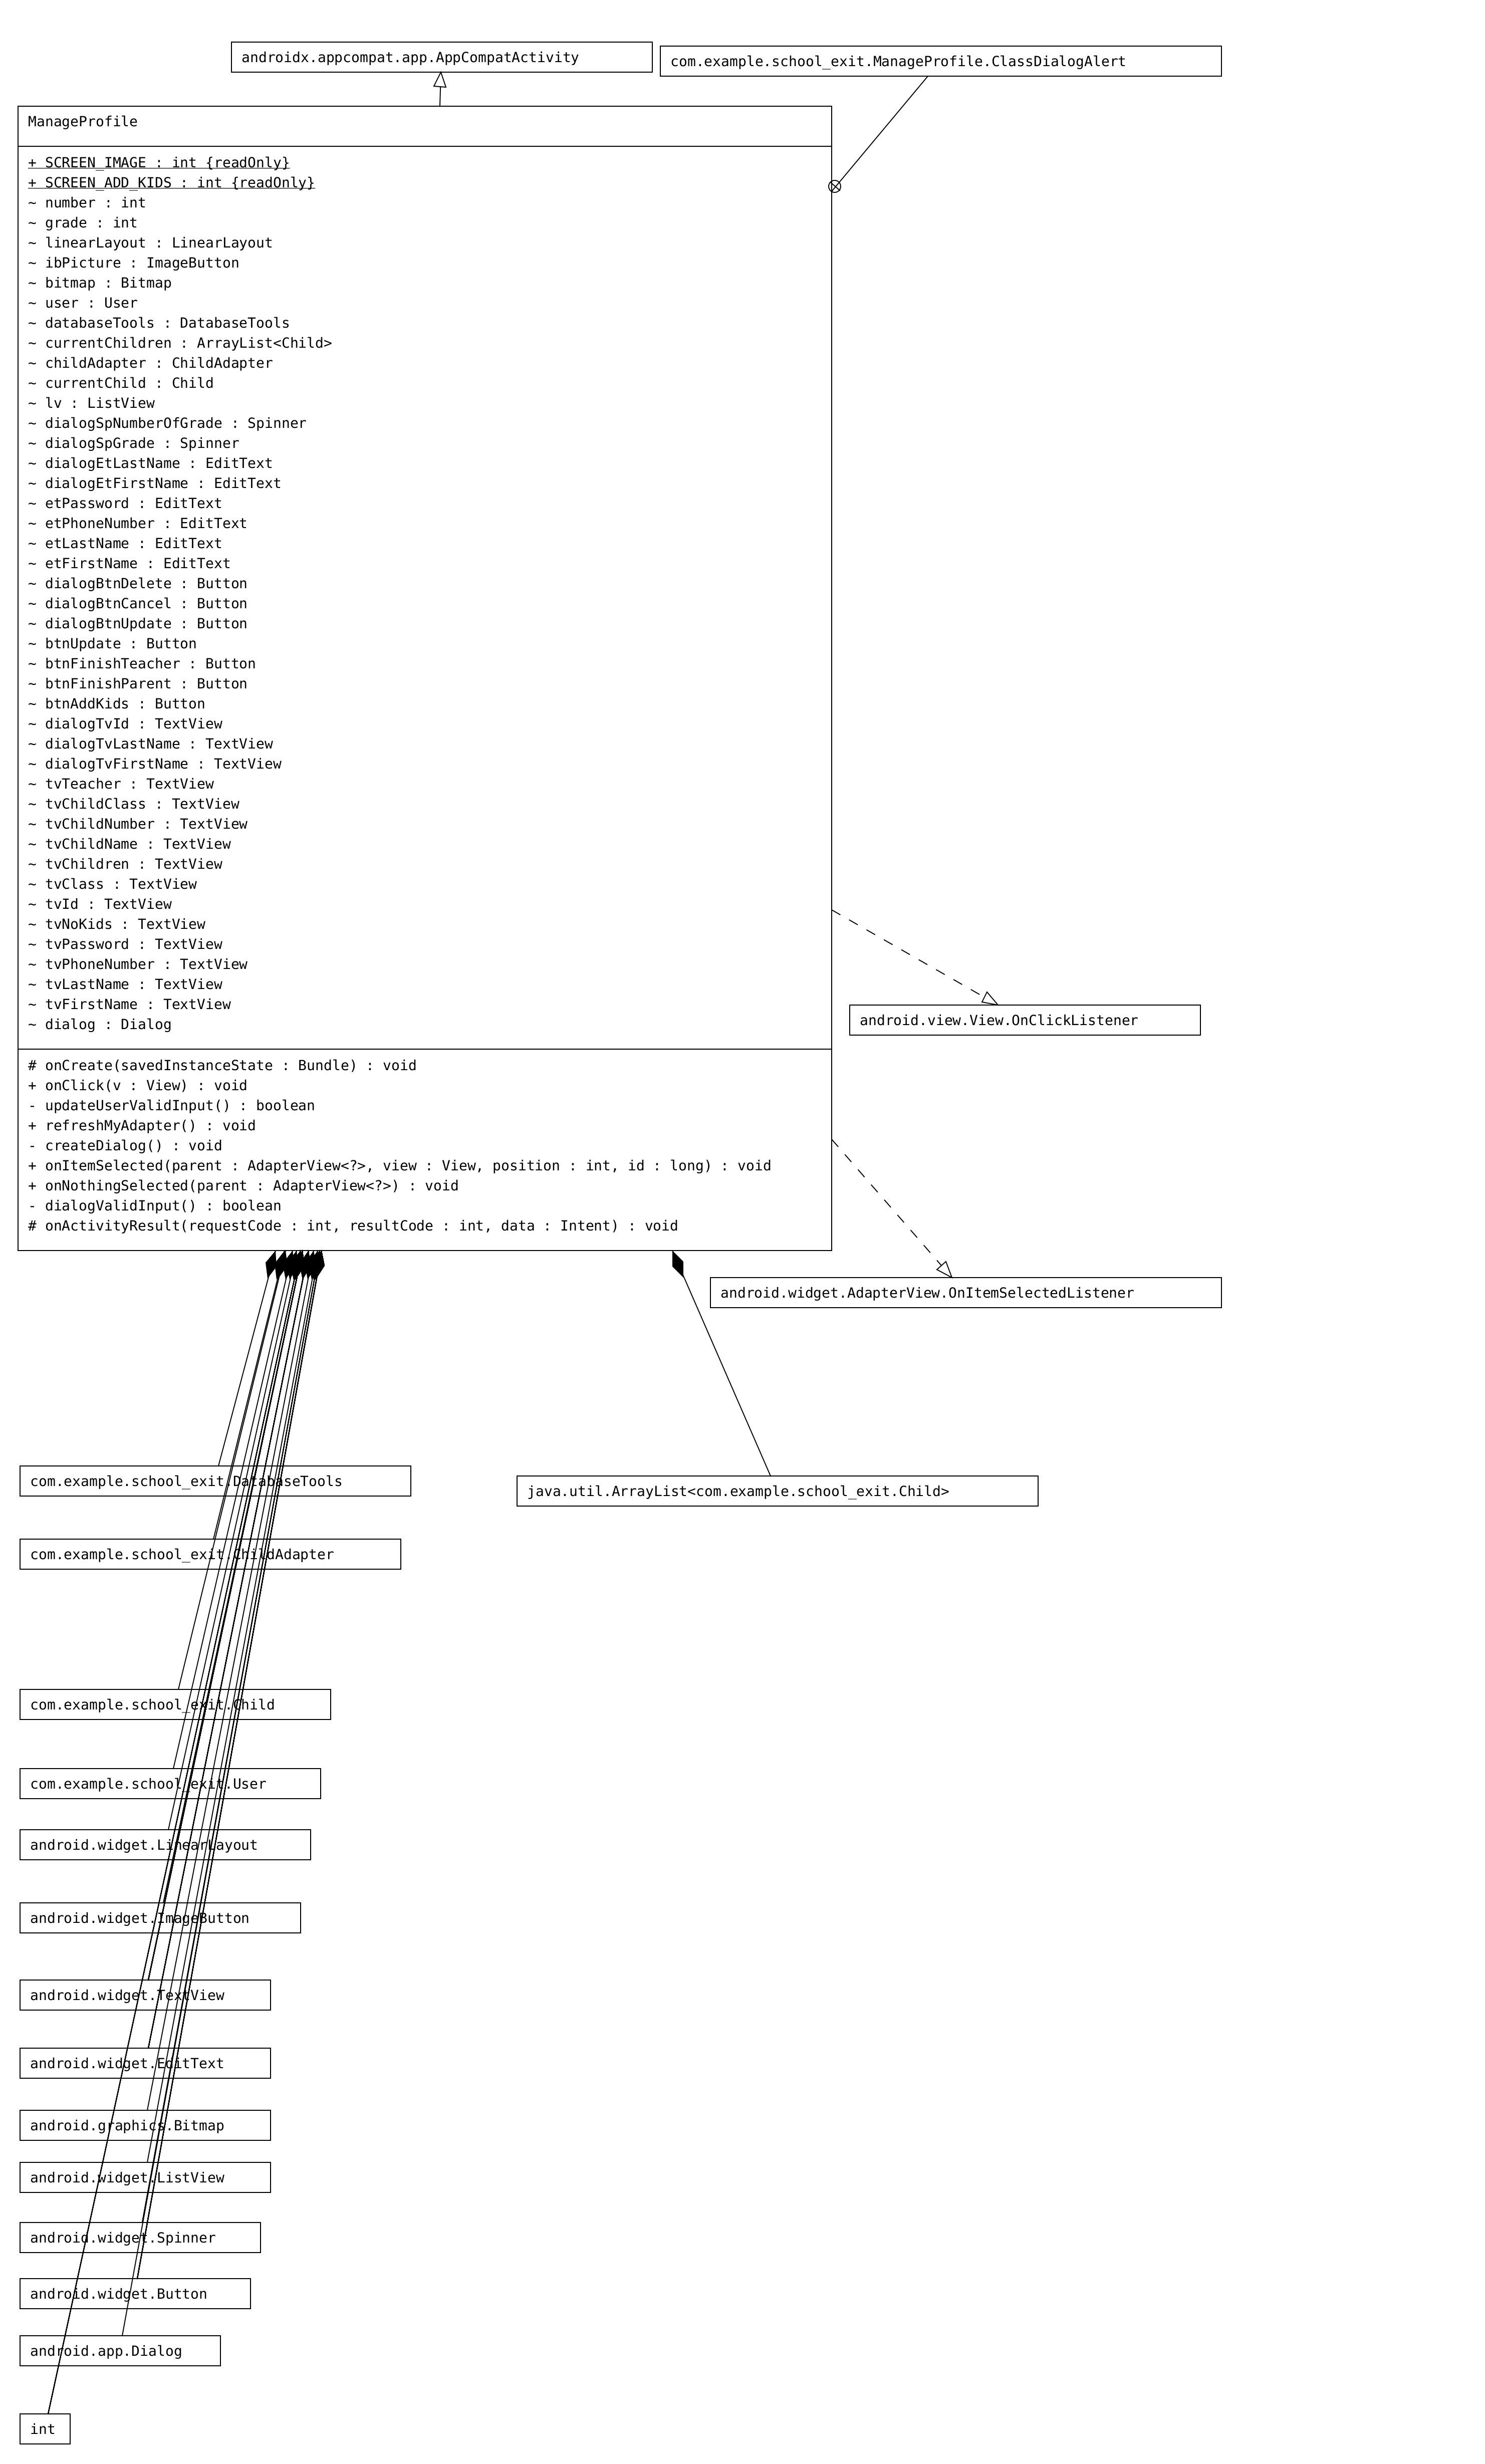 androidx.appcompat.app.AppCompatActivity
com.example.school_exit.ManageProfile.ClassDialogAlert
ManageProfile
+ SCREEN_IMAGE : int {readOnly}
+ SCREEN_ADD_KIDS : int {readOnly}
~ number : int
~ grade : int
~ linearLayout : LinearLayout
~ ibPicture : ImageButton
~ bitmap : Bitmap
~ user : User
~ databaseTools : DatabaseTools
~ currentChildren : ArrayList<Child>
~ childAdapter : ChildAdapter
~ currentChild : Child
~ lv : ListView
~ dialogSpNumberOfGrade : Spinner
~ dialogSpGrade : Spinner
~ dialogEtLastName : EditText
~ dialogEtFirstName : EditText
~ etPassword : EditText
~ etPhoneNumber : EditText
~ etLastName : EditText
~ etFirstName : EditText
~ dialogBtnDelete : Button
~ dialogBtnCancel : Button
~ dialogBtnUpdate : Button
~ btnUpdate : Button
~ btnFinishTeacher : Button
~ btnFinishParent : Button
~ btnAddKids : Button
~ dialogTvId : TextView
~ dialogTvLastName : TextView
~ dialogTvFirstName : TextView
~ tvTeacher : TextView
~ tvChildClass : TextView
~ tvChildNumber : TextView
~ tvChildName : TextView
~ tvChildren : TextView
~ tvClass : TextView
~ tvId : TextView
~ tvNoKids : TextView
~ tvPassword : TextView
~ tvPhoneNumber : TextView
~ tvLastName : TextView
~ tvFirstName : TextView
~ dialog : Dialog
# onCreate(savedInstanceState : Bundle) : void
+ onClick(v : View) : void
- updateUserValidInput() : boolean
+ refreshMyAdapter() : void
- createDialog() : void
+ onItemSelected(parent : AdapterView<?>, view : View, position : int, id : long) : void
+ onNothingSelected(parent : AdapterView<?>) : void
- dialogValidInput() : boolean
# onActivityResult(requestCode : int, resultCode : int, data : Intent) : void
android.view.View.OnClickListener
android.widget.AdapterView.OnItemSelectedListener
com.example.school_exit.DatabaseTools
java.util.ArrayList<com.example.school_exit.Child>
com.example.school_exit.ChildAdapter
com.example.school_exit.Child
com.example.school_exit.User
android.widget.LinearLayout
android.widget.ImageButton
android.widget.TextView
android.widget.EditText
android.graphics.Bitmap
android.widget.ListView
android.widget.Spinner
android.widget.Button
android.app.Dialog
int